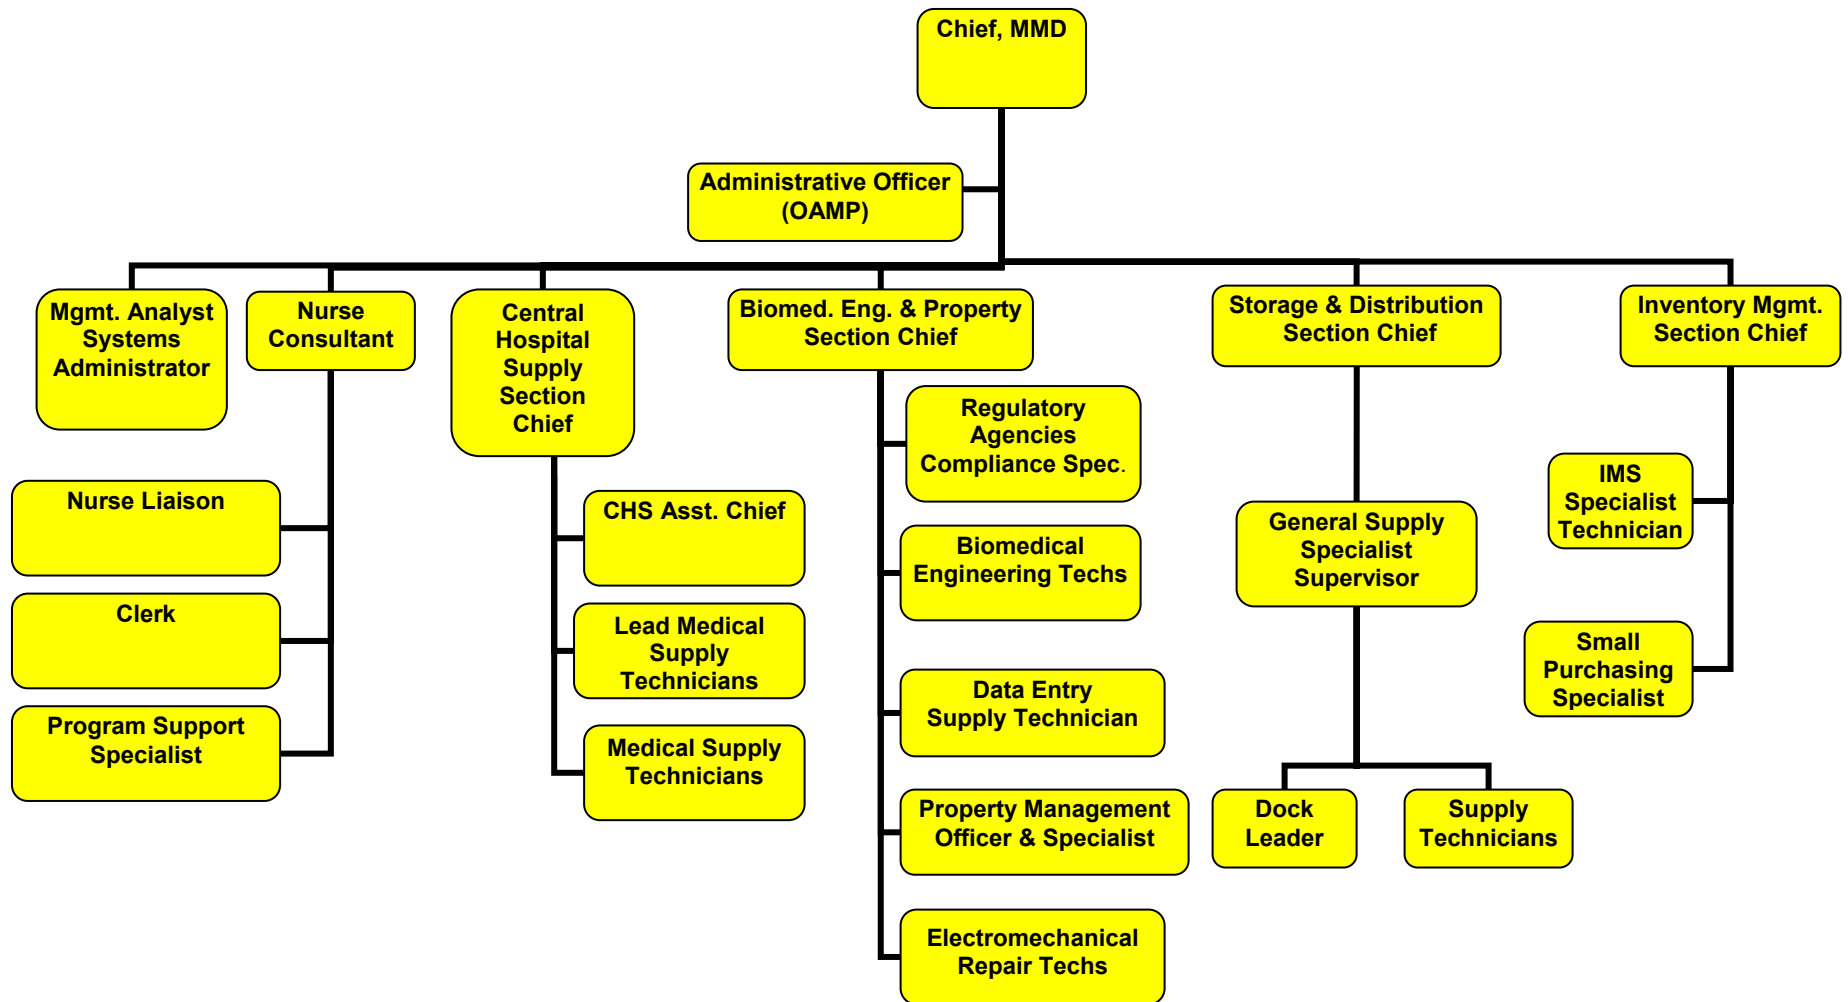 Chief, MMD
Administrative Officer
(OAMP)
Mgmt. Analyst
Systems
Administrator
Nurse
Consultant
Central
Hospital
Supply
Section
Chief
Biomed. Eng. & Property
Section Chief
Storage & Distribution
Section Chief
Inventory Mgmt.
Section Chief
Nurse Liaison
Clerk
Program Support
Specialist
CHS Asst. Chief
Lead Medical
Supply
Technicians
Medical Supply
Technicians
Regulatory
Agencies
Compliance Spec.
Biomedical
Engineering Techs
Data Entry
Supply Technician
Property Management
Officer & Specialist
Electromechanical
Repair Techs
General Supply
Specialist
Supervisor
Dock
Leader
Supply
Technicians
IMS
Specialist
Technician
Small
Purchasing
Specialist